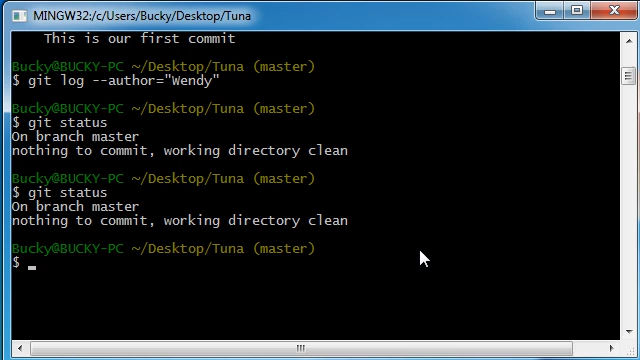 MINGW32:/c/Users/Bucky/Desktop/Tuna
This is our first commit
Bucky@BUCKY-PC ~/Desktop/Tuna (master)
$ git log --author="Wendy"
Bucky@BUCKY-PC ~/Desktop/Tuna (master)
$ git status
On branch master
nothing to commit, working directory clean
Bucky@BUCKY-PC ~/Desktop/Tuna (master)
$ git status
On branch master
nothing to commit, working directory clean
Bucky@BUCKY-PC ~/Desktop/Tuna (master)
$